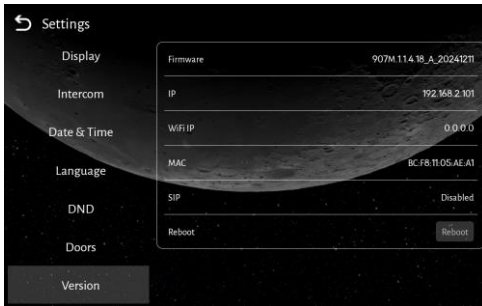 Settings
Display
Intercom
Date & Time
Language
DND
Doors
Version
Firmware 907M.1.1.4.18_A_20241211
IP 192.168.2.101
WiFi IP 0.0.0.0
MAC BC:F8:11:05:AE:A1
SIP Disabled
Reboot Reboot